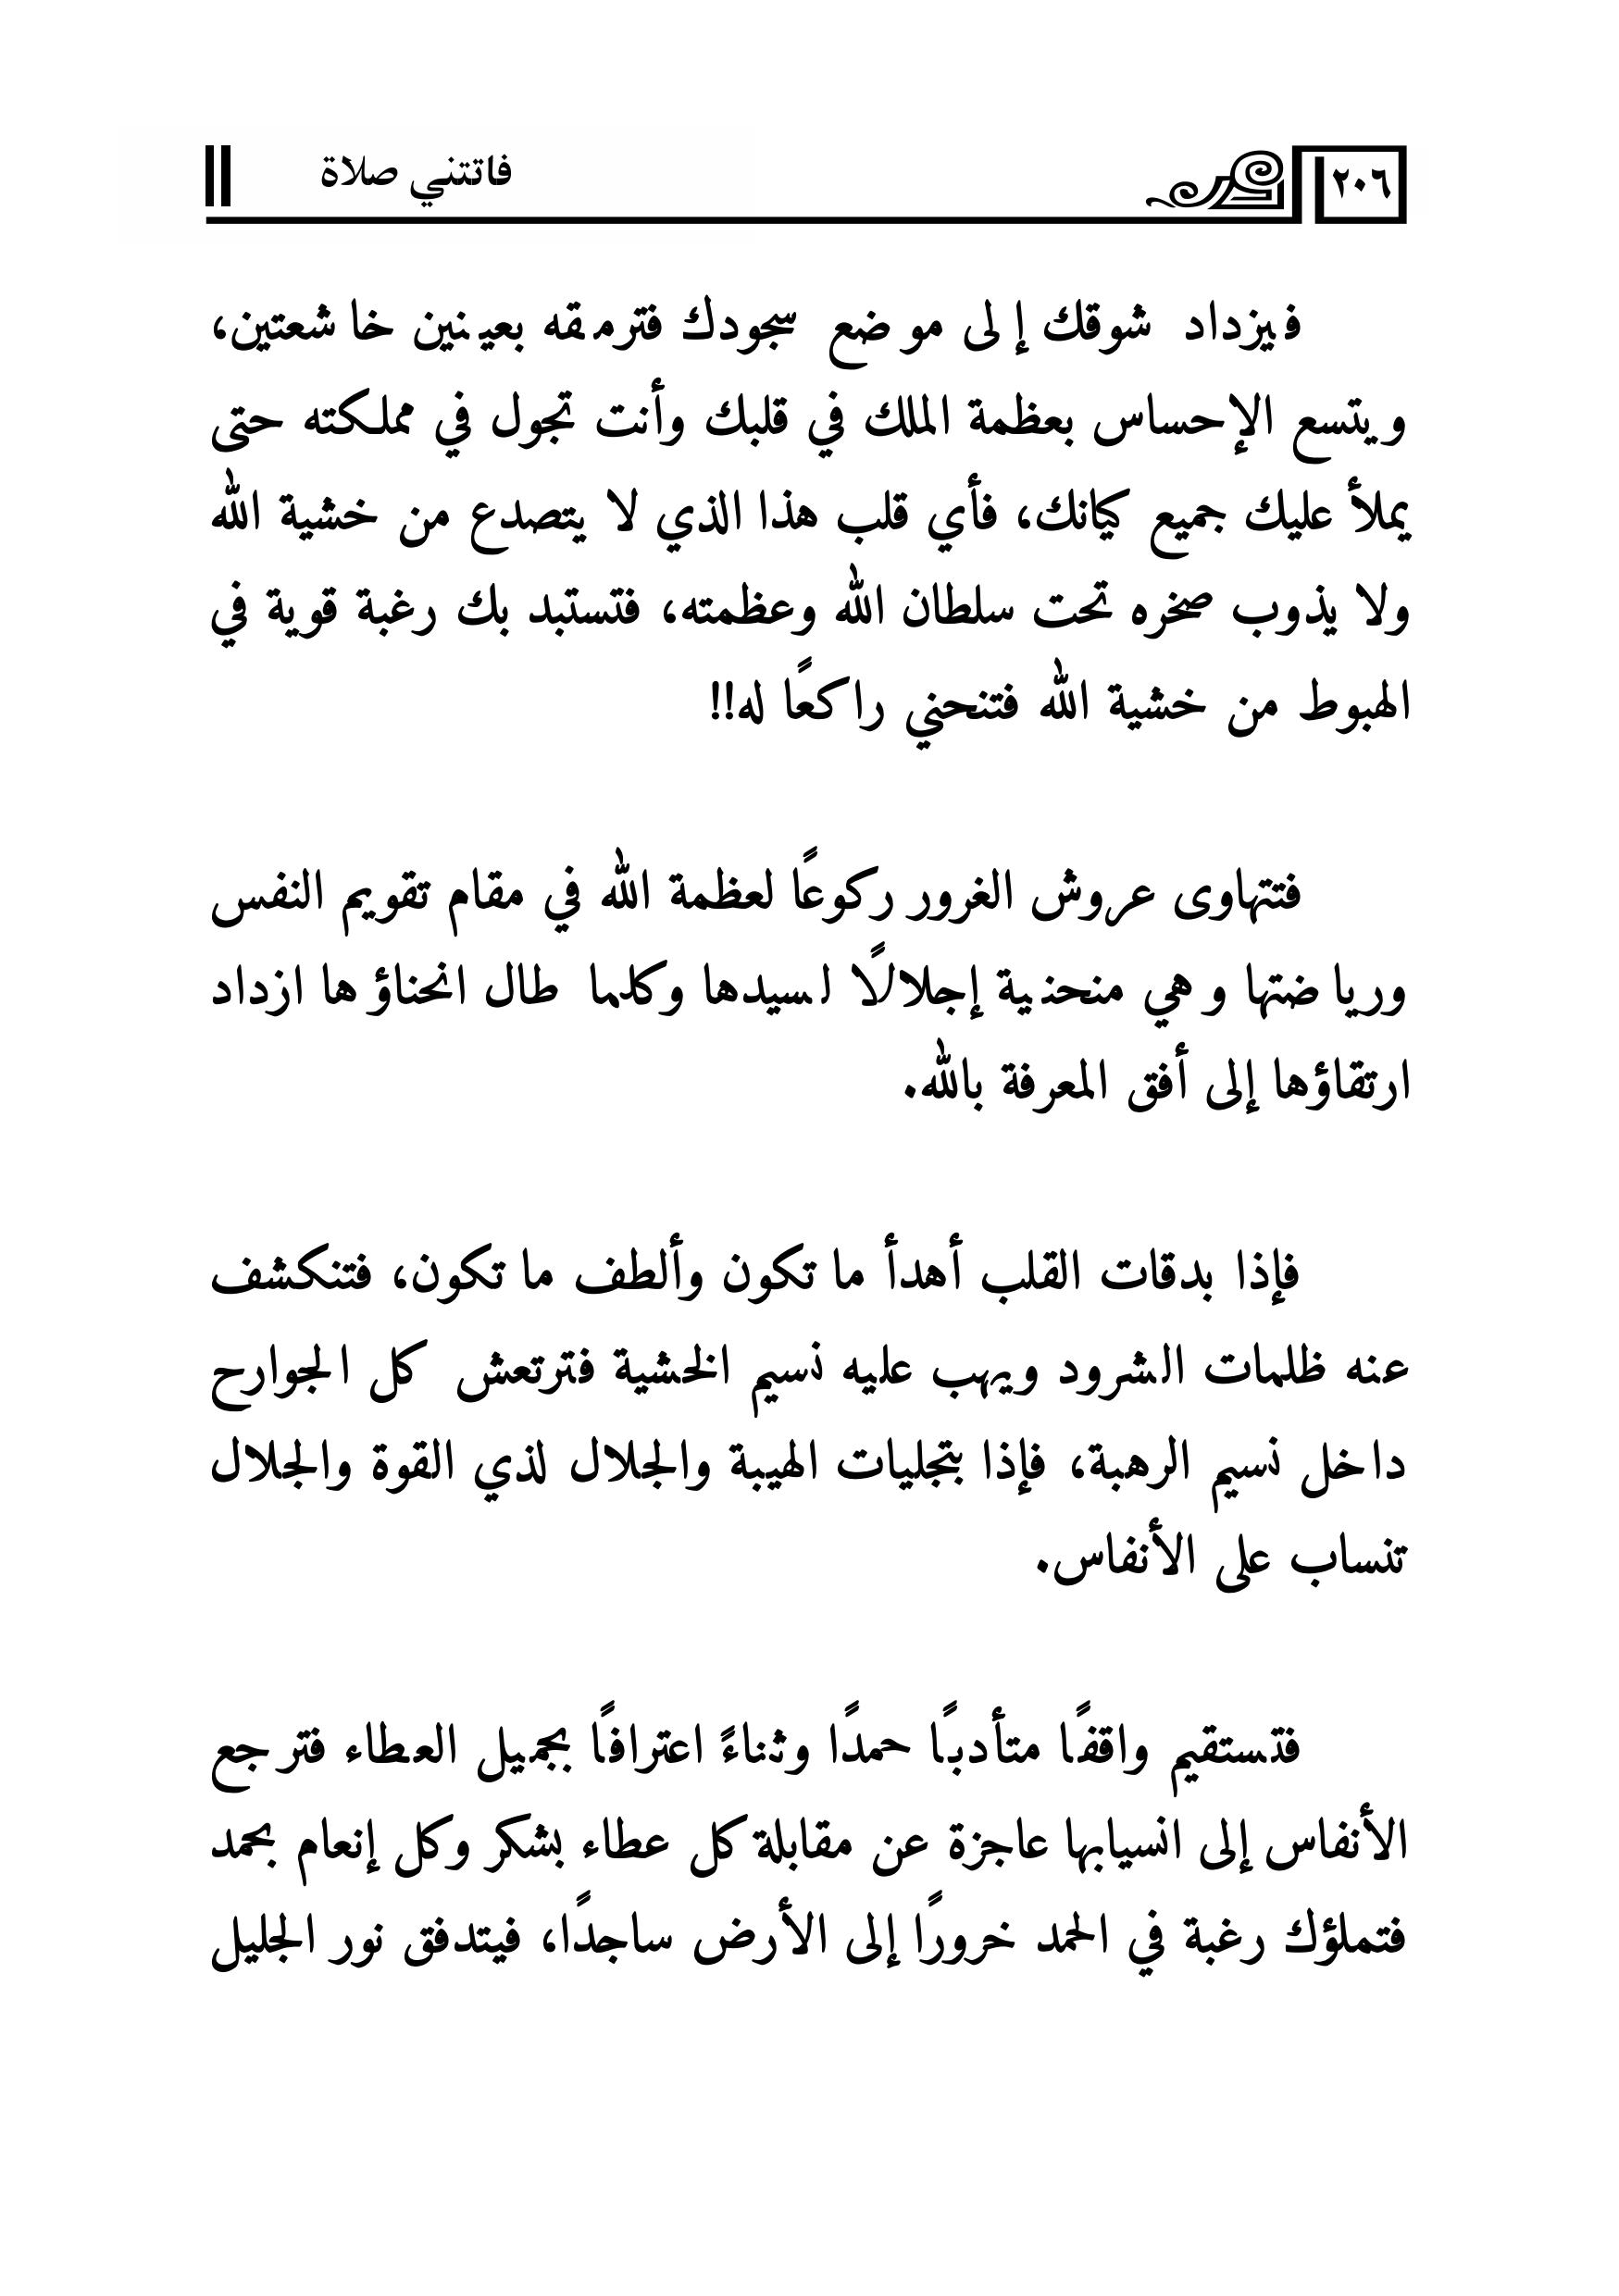 ٢٠٦
فاتتني صلاة
فيزداد شوقك إلى موضع سجودك فترمقه بعينين خاشعتين،
ويتسع الإحساس بعظمة الملك في قلبك وأنت تجول في مملكته حتى
يملأ عليك جميع كيانك، فأي قلب هذا الذي لا يتصدع من خشية الله
ولا يذوب صخره تحت سلطان الله وعظمته، فتستبد بك رغبة قوية في
الهبوط من خشية الله فتنحني راكعًا له!!
فتتهاوى عروش الغرور ركوعًا لعظمة الله في مقام تقويم النفس
ورياضتها وهي منحنية إجلالًا لسيدها وكلما طال انحناؤها ازداد
ارتقاؤها إلى أفق المعرفة بالله.
فإذا بدقات القلب أهدأ ما تكون وألطف ما تكون، فتنكشف
عنه ظلمات الشرود ويهب عليه نسيم الخشية فترتعش كل الجوارح
داخل نسيم الرهبة، فإذا بتجليات الهيبة والجلال لذي القوة والجلال
تنساب على الأنفاس.
فتستقيم واقفًا متأدبًا حمدًا وثناءً اعترافًا بجميل العطاء فترجع
الأنفاس إلى انسيابها عاجزة عن مقابلة كل عطاء بشكر وكل إنعام بحمد
فتملؤك رغبة في الحمد خرورًا إلى الأرض ساجدًا، فيتدفق نور الجليل